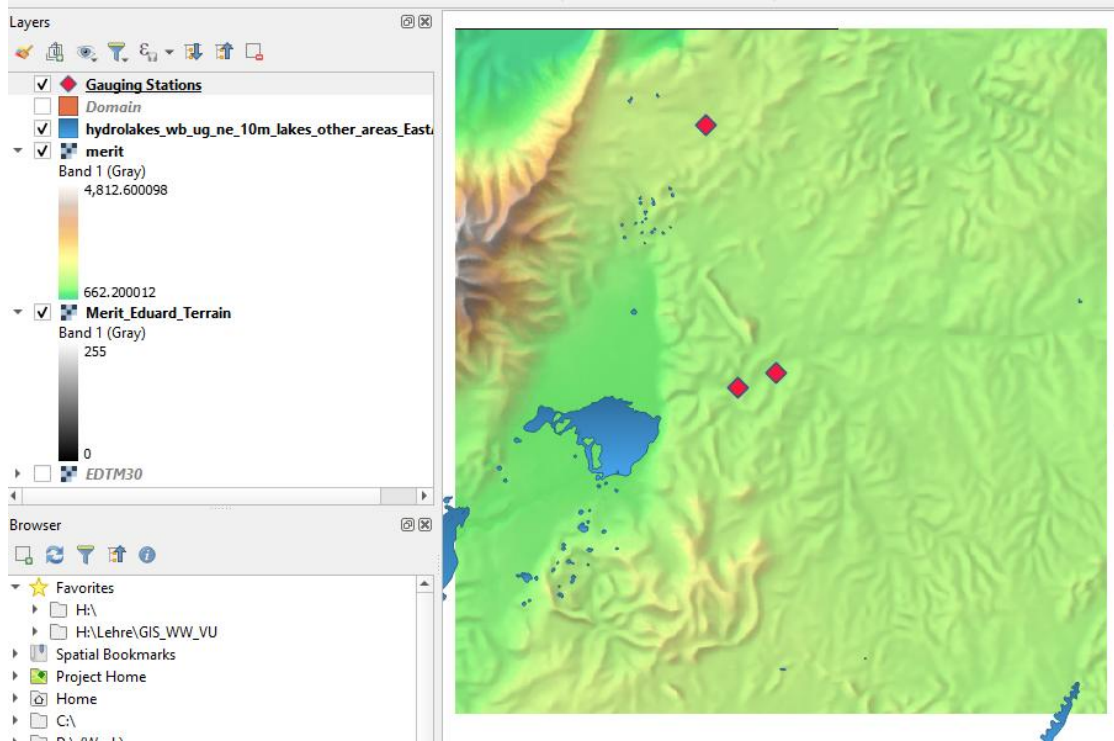 Layers
Gauging Stations
Domain
hydrolakes_wb_ug_ne_10m_lakes_other_areas_East
merit
Band 1 (Gray)
4,812.600098
662.200012
Merit_Eduard_Terrain
Band 1 (Gray)
255
0
EDTM30
Browser
Favorites
H:\
H:\Lehre\GIS_WW_VU
Spatial Bookmarks
Project Home
Home
C:\